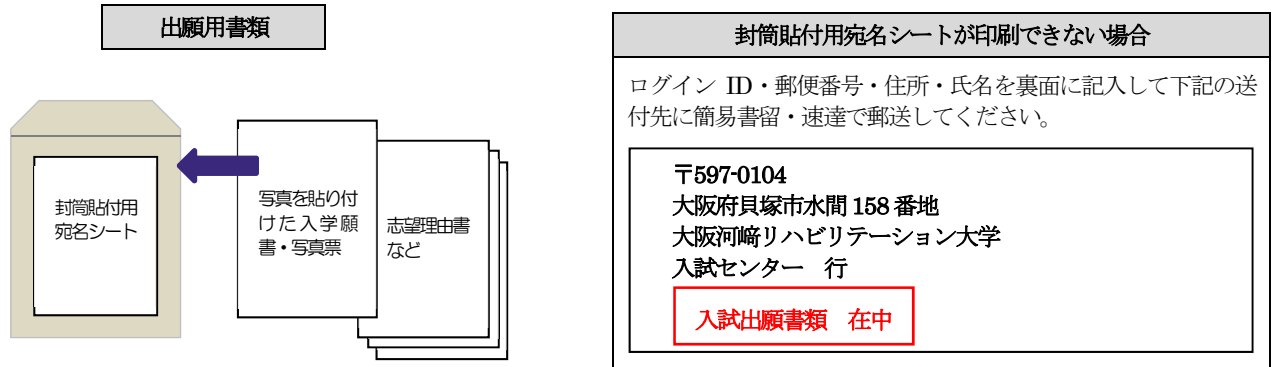 出願用書類
封筒貼付用
宛名シート
写真を貼り付
けた入学願
書・写真票
志望理由書
など
封筒貼付用宛名シートが印刷できない場合
ログイン ID・郵便番号・住所・氏名を裏面に記入して下記の送
付先に簡易書留・速達で郵送してください。
〒597-0104
大阪府貝塚市水間 158 番地
大阪河﨑リハビリテーション大学
入試センター　行
入試出願書類　在中